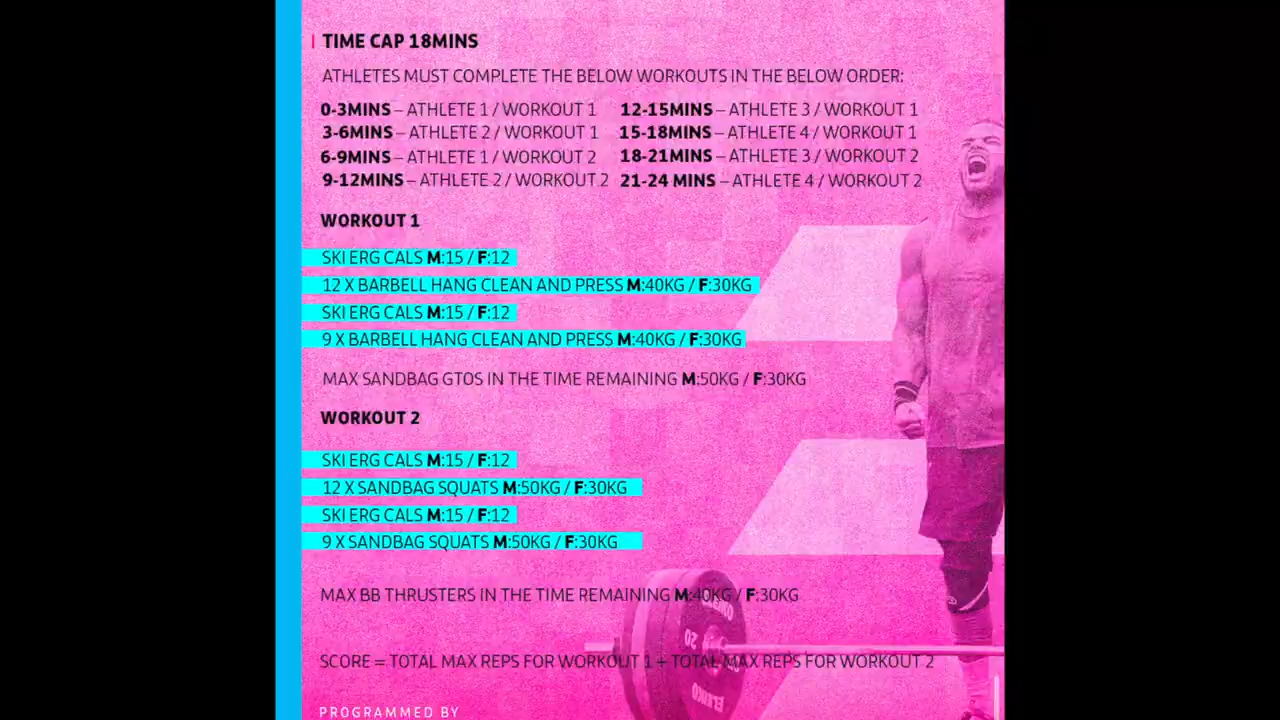 TIME CAP 18MINS
ATHLETES MUST COMPLETE THE BELOW WORKOUTS IN THE BELOW ORDER:
0-3MINS – ATHLETE 1 / WORKOUT 1
3-6MINS – ATHLETE 2 / WORKOUT 1
6-9MINS – ATHLETE 1 / WORKOUT 2
9-12MINS – ATHLETE 2 / WORKOUT 2
12-15MINS – ATHLETE 3 / WORKOUT 1
15-18MINS – ATHLETE 4 / WORKOUT 1
18-21MINS – ATHLETE 3 / WORKOUT 2
21-24 MINS – ATHLETE 4 / WORKOUT 2
WORKOUT 1
SKI ERG CALS M:15 / F:12
12 X BARBELL HANG CLEAN AND PRESS M:40KG / F:30KG
SKI ERG CALS M:15 / F:12
9 X BARBELL HANG CLEAN AND PRESS M:40KG / F:30KG
MAX SANDBAG GTOS IN THE TIME REMAINING M:50KG / F:30KG
WORKOUT 2
SKI ERG CALS M:15 / F:12
12 X SANDBAG SQUATS M:50KG / F:30KG
SKI ERG CALS M:15 / F:12
9 X SANDBAG SQUATS M:50KG / F:30KG
MAX BB THRUSTERS IN THE TIME REMAINING M:40KG / F:30KG
SCORE = TOTAL MAX REPS FOR WORKOUT 1 + TOTAL MAX REPS FOR WORKOUT 2
20
ELEIKO
PROGRAMMED BY